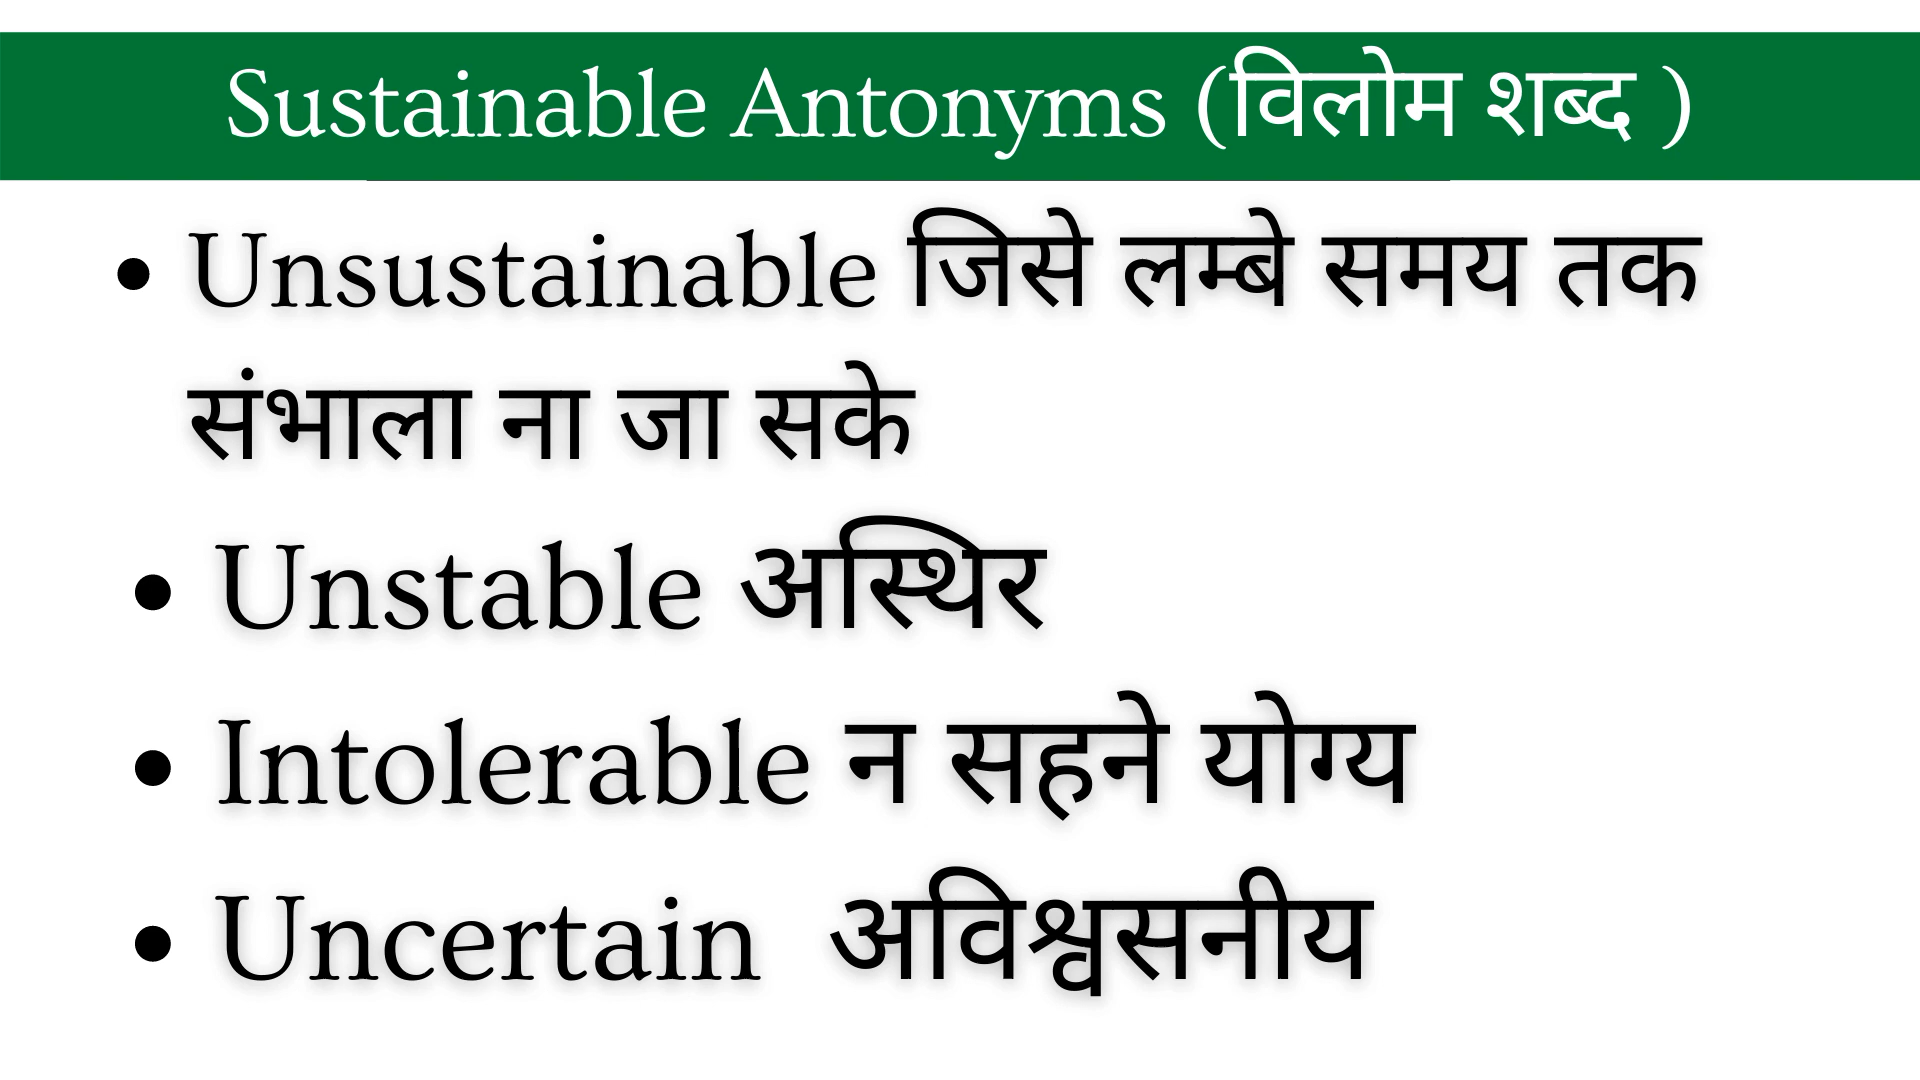 Sustainable Antonyms (विलोम शब्द )
• Unsustainable जिसे लम्बे समय तक
संभाला ना जा सके
• Unstable अस्थिर
• Intolerable न सहने योग्य
• Uncertain अविश्वसनीय